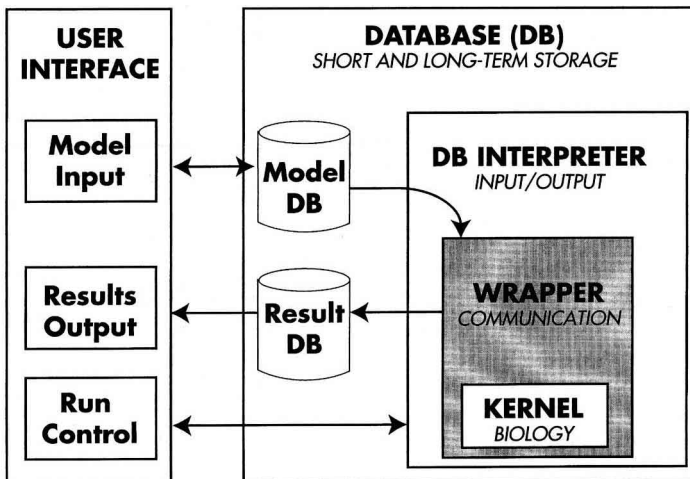 USER
INTERFACE
Model
Input
Results
Output
Run
Control
DATABASE (DB)
SHORT AND LONG-TERM STORAGE
Model
DB
Result
DB
DB INTERPRETER
INPUT/OUTPUT
WRAPPER
COMMUNICATION
KERNEL
BIOLOGY